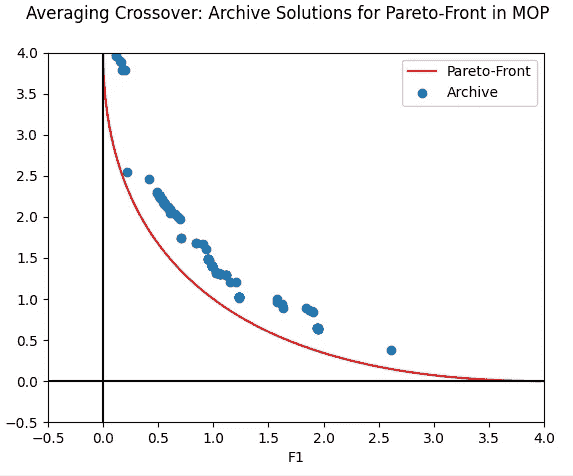 Averaging Crossover: Archive Solutions for Pareto-Front in MOP
4.0
Pareto-Front
Archive
3.5
3.0
2.5
2.0
1.5
1.0
0.5
0.0
−0.5
−0.5 0.0 0.5 1.0 1.5 2.0 2.5 3.0 3.5 4.0
F1